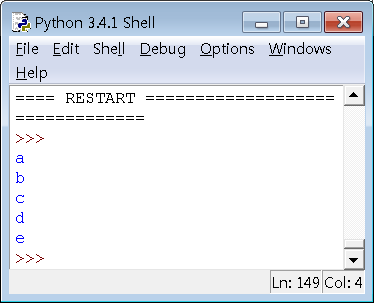 Python 3.4.1 Shell
File Edit Shell Debug Options Windows
Help
==== RESTART ===================
=============
>>>
a
b
c
d
e
>>>
Ln: 149 Col: 4